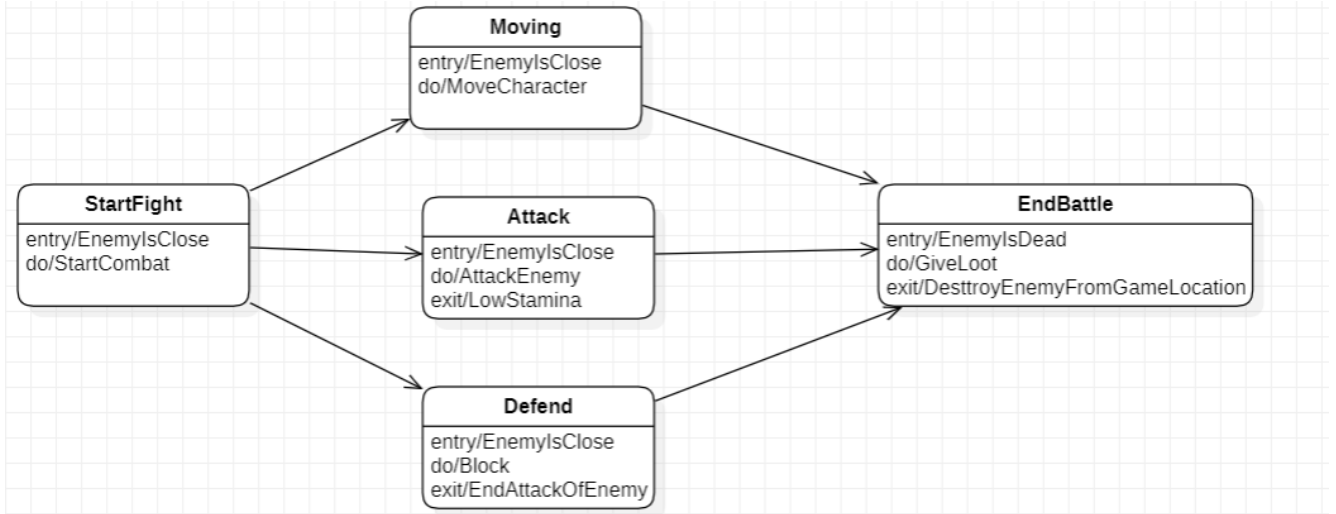 Moving
entry/EnemyIsClose
do/MoveCharacter
StartFight
entry/EnemyIsClose
do/StartCombat
Attack
entry/EnemyIsClose
do/AttackEnemy
exit/LowStamina
EndBattle
entry/EnemyIsDead
do/GiveLoot
exit/DesttroyEnemyFromGameLocation
Defend
entry/EnemyIsClose
do/Block
exit/EndAttackOfEnemy